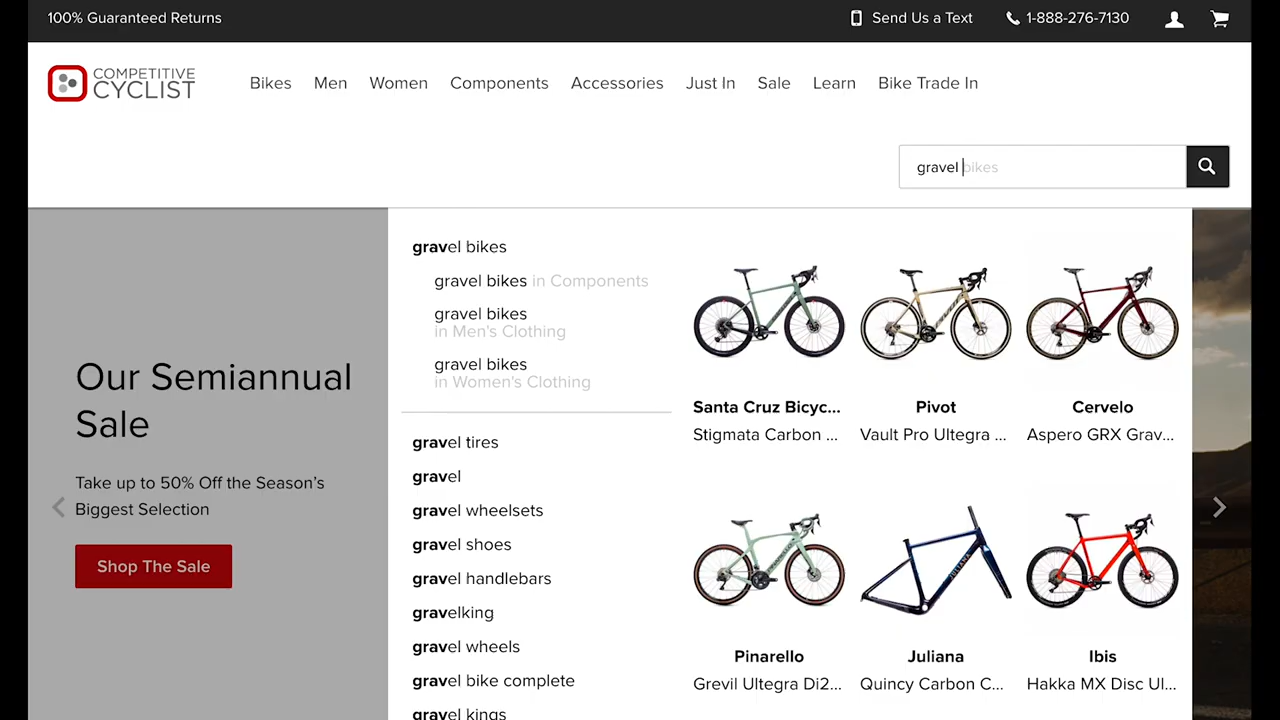 100% Guaranteed Returns
Send Us a Text
1-888-276-7130
COMPETITIVE
CYCLIST
Bikes
Men
Women
Components
Accessories
Just In
Sale
Learn
Bike Trade In
gravel bikes
gravel bikes
gravel bikes in Components
gravel bikes
in Men's Clothing
gravel bikes
in Women's Clothing
gravel tires
gravel
gravel wheelsets
gravel shoes
gravel handlebars
gravelking
gravel wheels
gravel bike complete
gravel kings
Our Semiannual
Sale
Take up to 50% Off the Season's
Biggest Selection
Shop The Sale
Santa Cruz Bicyc...
Stigmata Carbon ...
Pivot
Vault Pro Ultegra ...
Cervelo
Aspero GRX Grav...
Pinarello
Grevil Ultegra Di2...
JULIANA
Juliana
Quincy Carbon C...
Ibis
Hakka MX Disc Ul...